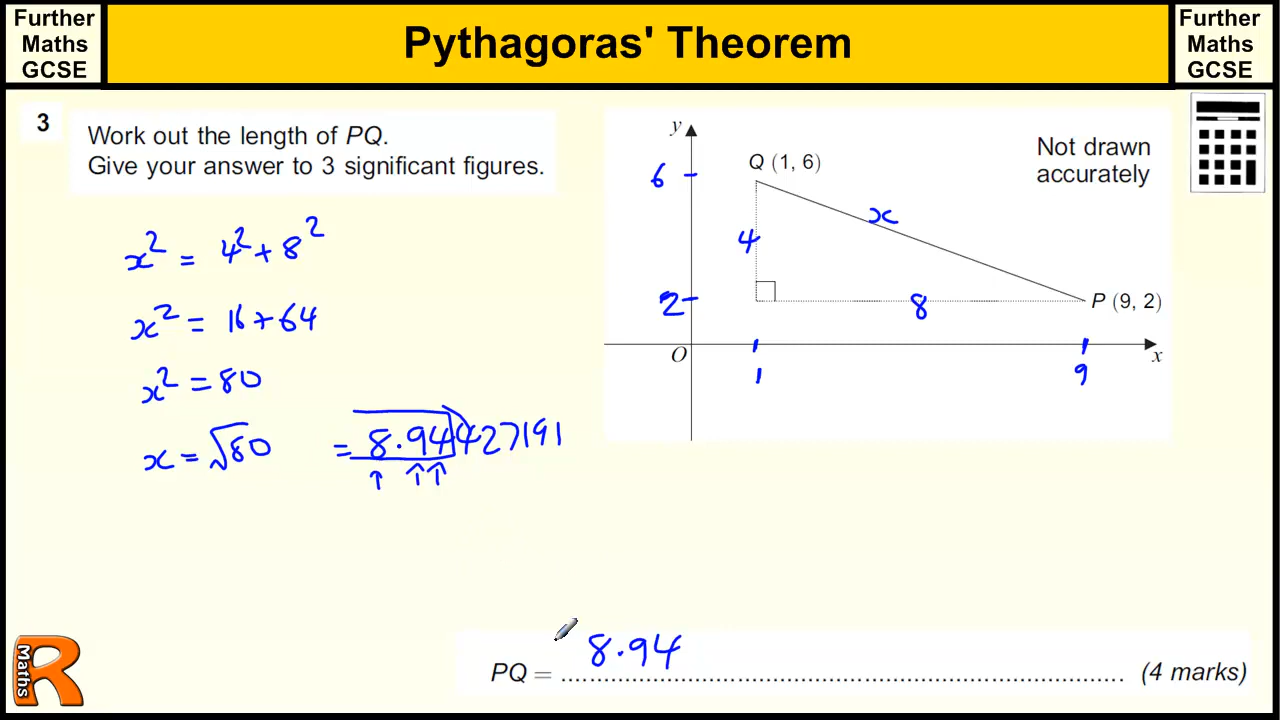 Further Maths GCSE
Pythagoras' Theorem
Further Maths GCSE
3
Work out the length of PQ.
Give your answer to 3 significant figures.
x² = 4² + 8²
x² = 16 + 64
x² = 80
x = √80 = 8.94427191
y
Q (1, 6)
Not drawn
accurately
6
x
4
2
8
P (9, 2)
O
x
1
9
R Maths
8.94
PQ = ........................................ (4 marks)